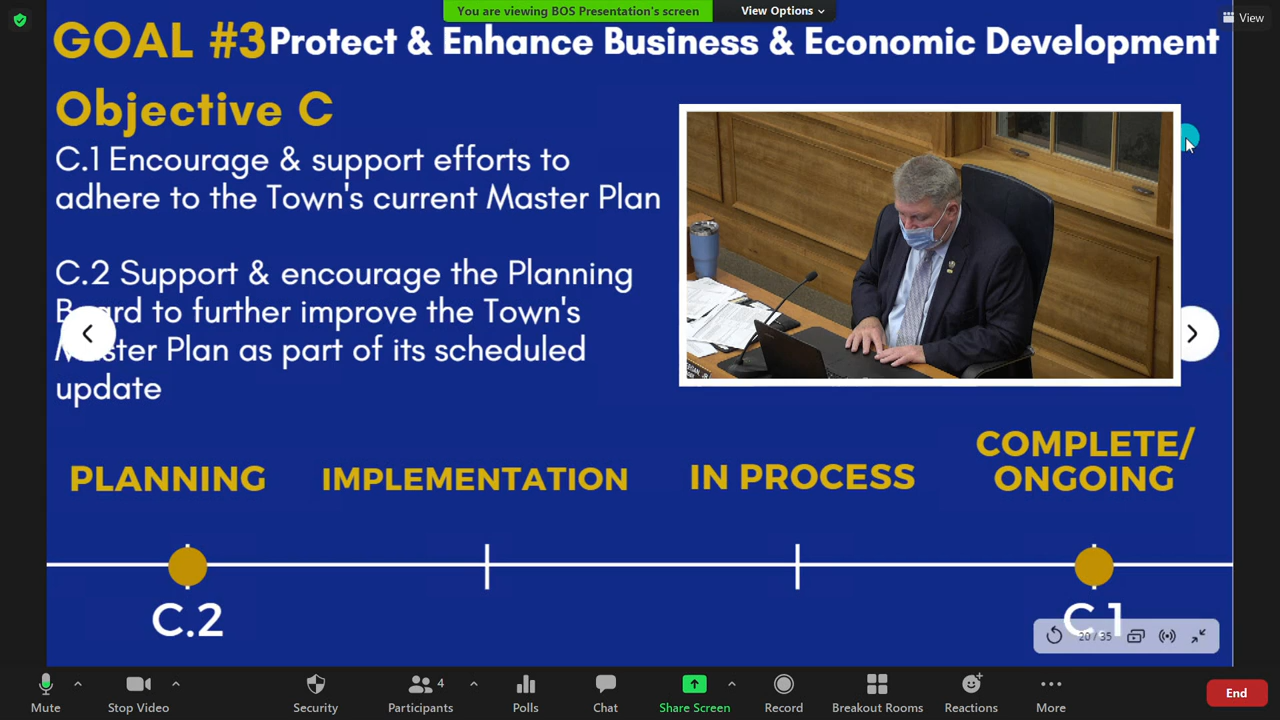 You are viewing BOS Presentation's screen
View Options
View
GOAL #3 Protect & Enhance Business & Economic Development
Objective C
C.1 Encourage & support efforts to
adhere to the Town's current Master Plan
C.2 Support & encourage the Planning
Board to further improve the Town's
Master Plan as part of its scheduled
update
PLANNING
IMPLEMENTATION
IN PROCESS
COMPLETE/
ONGOING
C.2
C.1
20 / 35
Mute
Stop Video
Security
Participants
4
Polls
Chat
Share Screen
Record
Breakout Rooms
Reactions
More
End